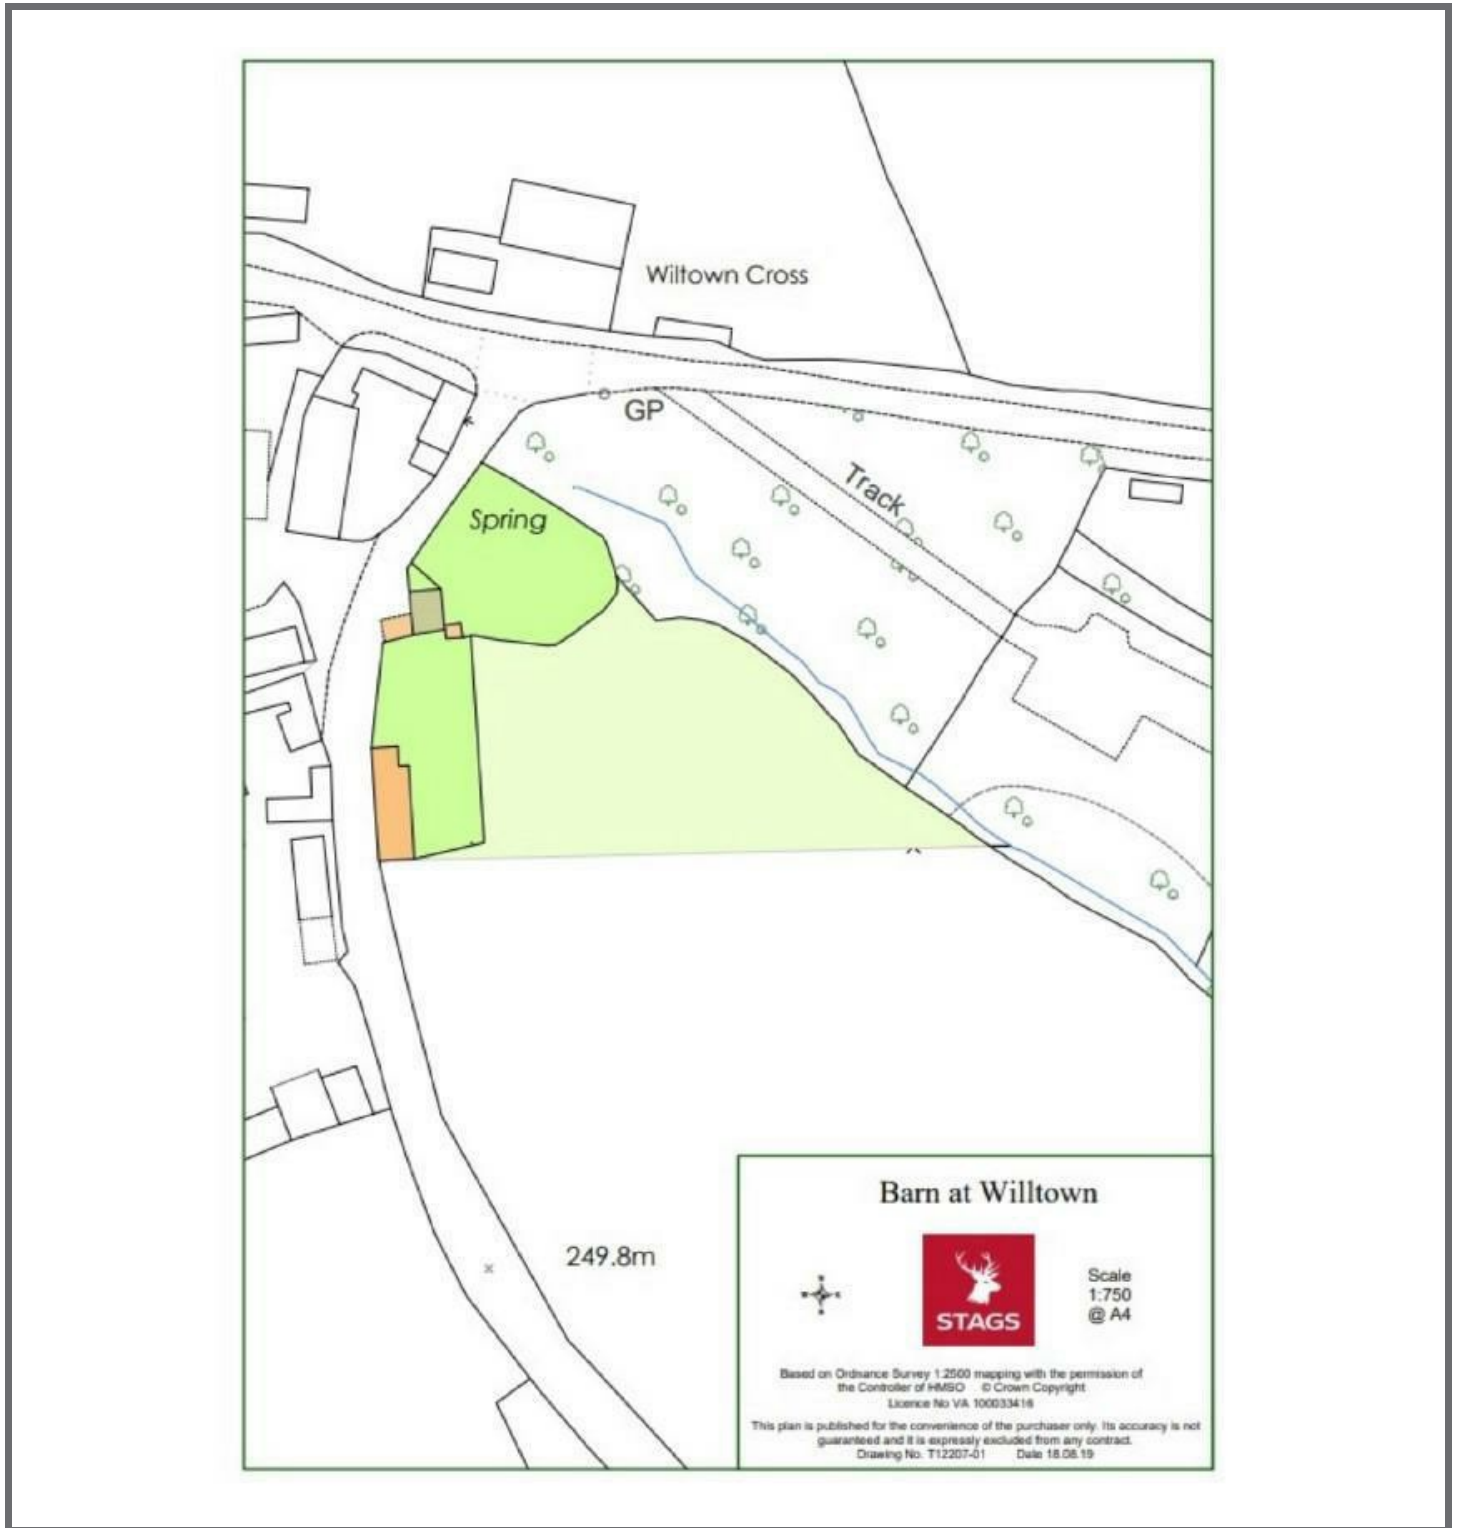 Wiltown Cross
GP
Track
Spring
249.8m
Barn at Willtown
STAGS
Scale
1:750
@ A4
Based on Ordnance Survey 1:2500 mapping with the permission of
the Controller of HMSO © Crown Copyright
Licence No VA 100033416
This plan is published for the convenience of the purchaser only. Its accuracy is not
guaranteed and it is expressly excluded from any contract.
Drawing No. T12207-01 Date 18.08.19